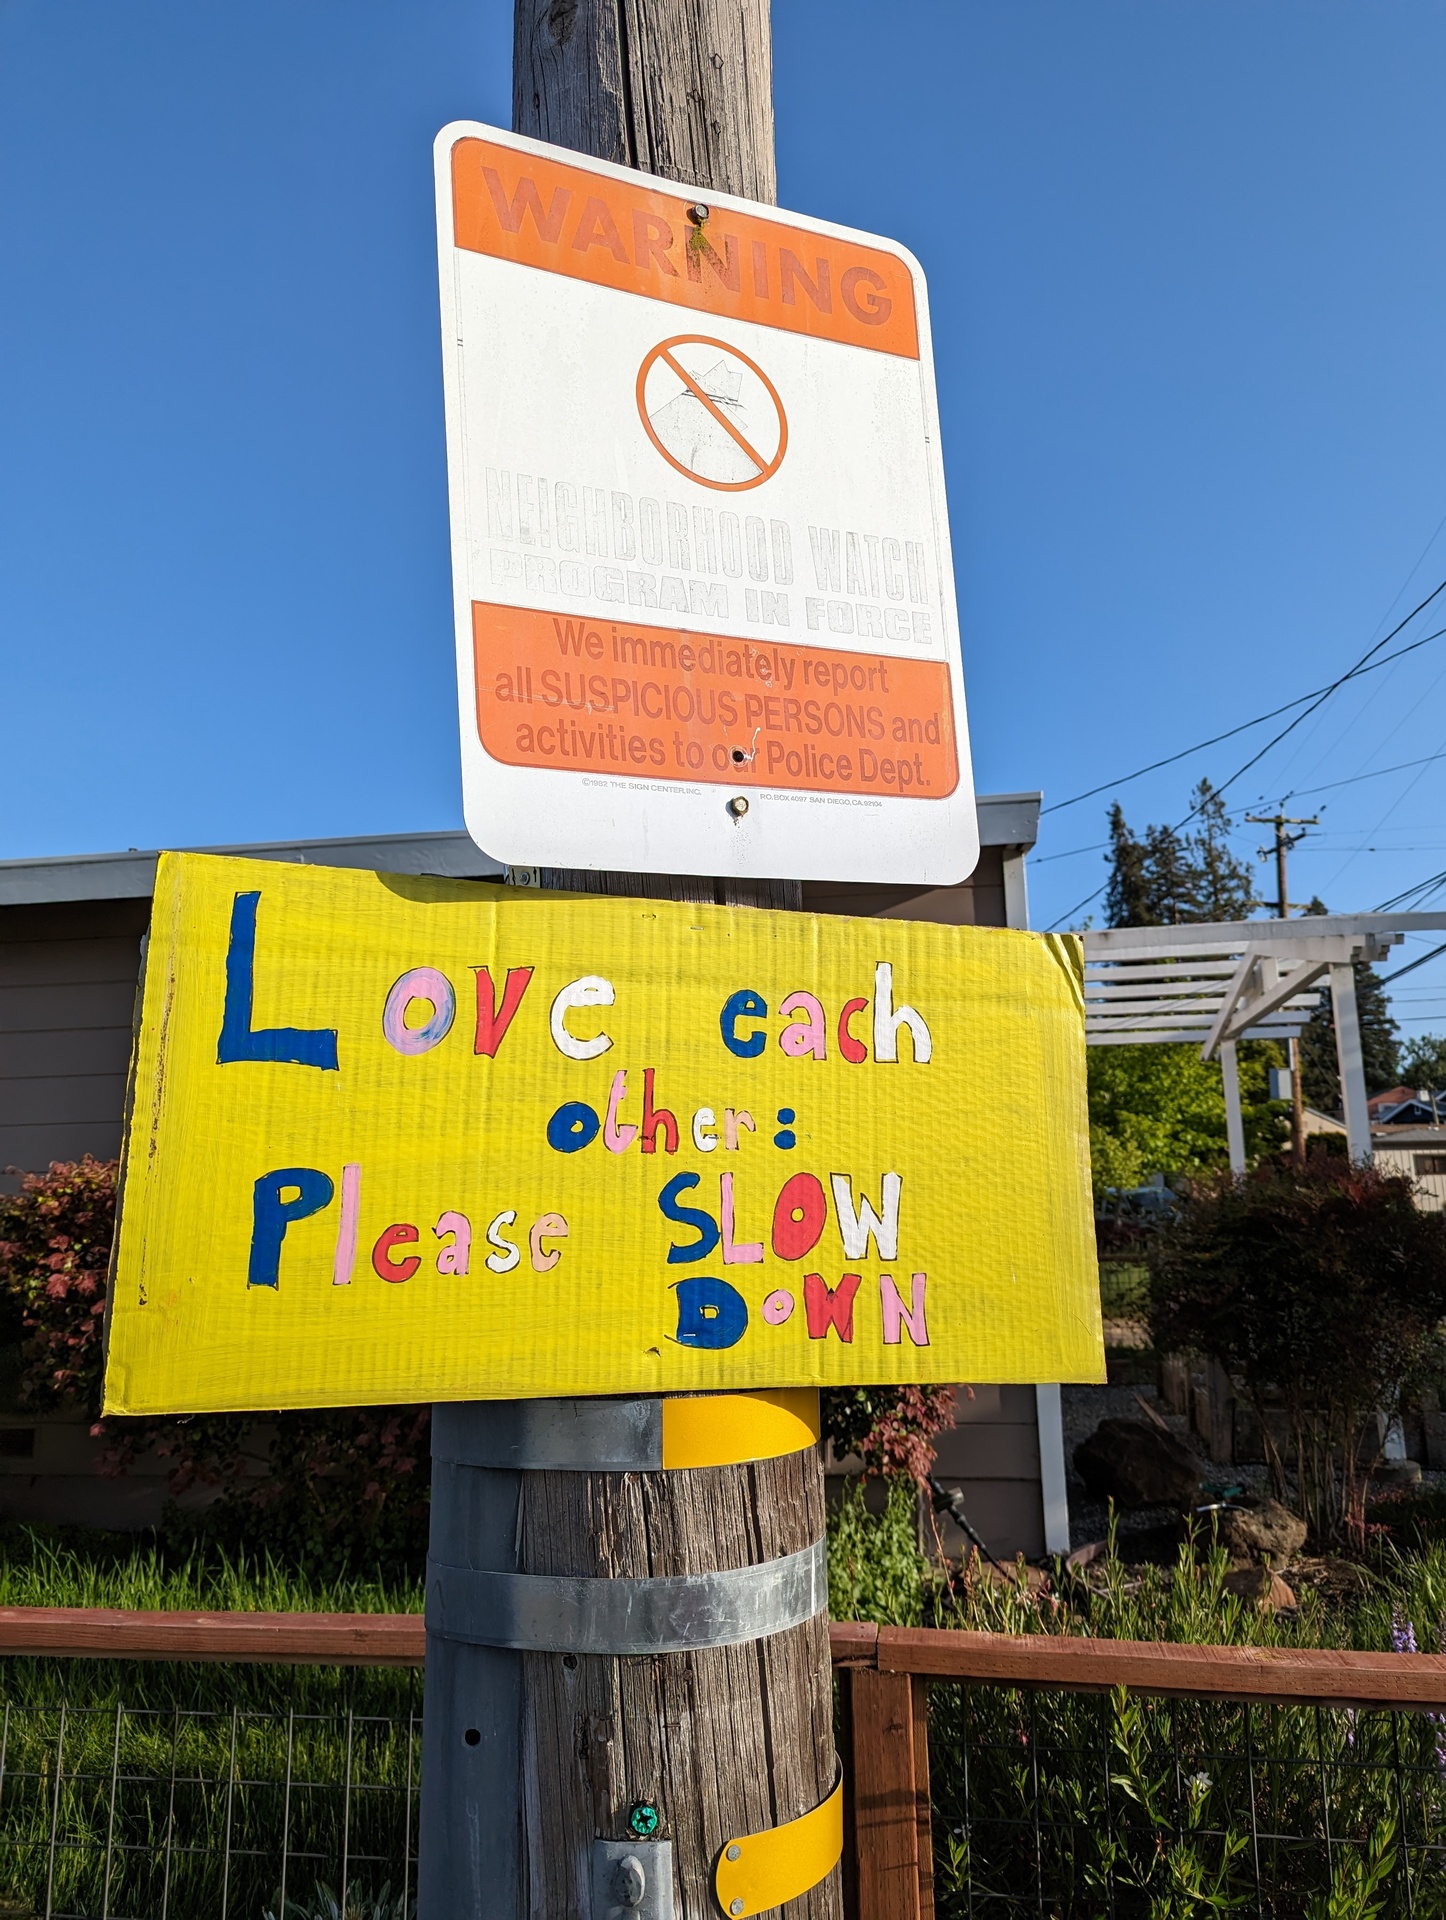 WARNING
NEIGHBORHOOD WATCH
PROGRAM IN FORCE
We immediately report
all SUSPICIOUS PERSONS and
activities to our Police Dept.
©1982 THE SIGN CENTER, INC. P.O. BOX 4097 SAN DIEGO, CA. 92104
Love each
other:
Please SLOW
DOWN